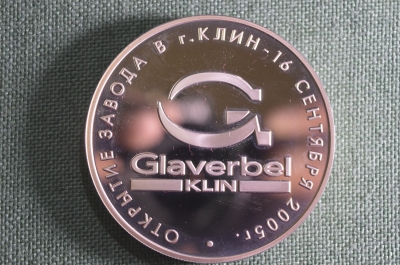 ОТКРЫТИЕ ЗАВОДА В г. КЛИН - 16 СЕНТЯБРЯ 2005г.
G
Glaverbel
KLIN